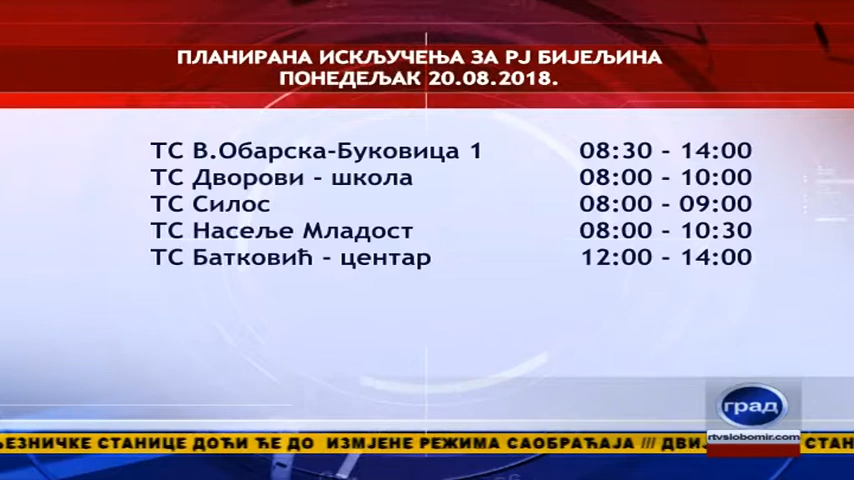 ПЛАНИРАНА ИСКЉУЧЕЊА ЗА РЈ БИЈЕЉИНА
ПОНЕДЕЉАК 20.08.2018.
ТС В.Обарска-Буковица 1 08:30 - 14:00
ТС Дворови - школа 08:00 - 10:00
ТС Силос 08:00 - 09:00
ТС Насеље Младост 08:00 - 10:30
ТС Батковић - центар 12:00 - 14:00
град
rtvslobomir.com
ЕЗНИЧКЕ СТАНИЦЕ ДОЋИ ЋЕ ДО ИЗМЈЕНЕ РЕЖИМА САОБРАЋАЈА /// ДВИ СТАН